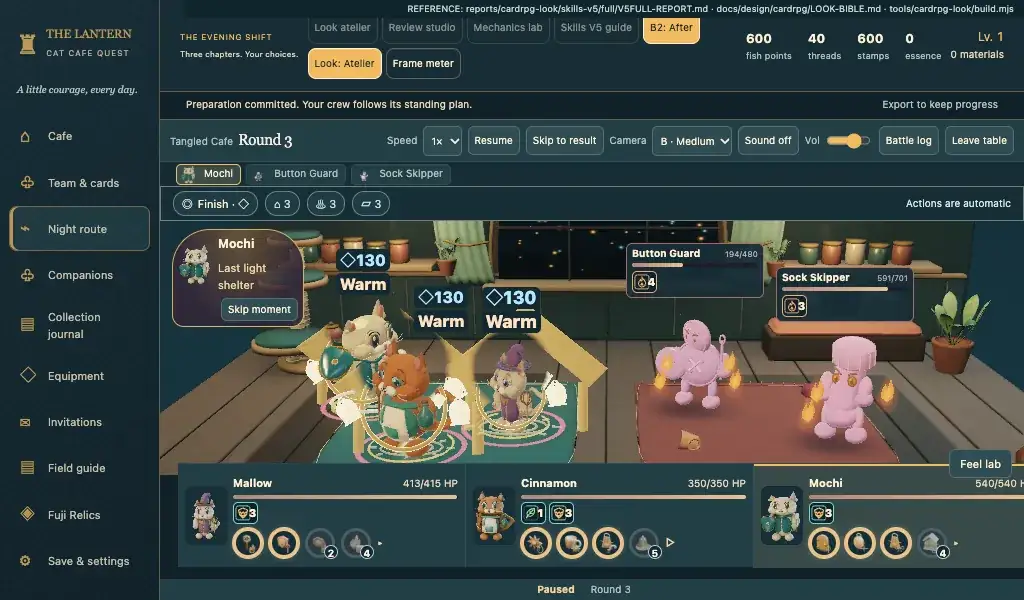 REFERENCE: reports/cardrpg-look/skills-v5/full/V5FULL-REPORT.md · docs/design/cardrpg/LOOK-BIBLE.md · tools/cardrpg-look/build.mjs
THE LANTERN
CAT CAFE QUEST
A little courage, every day.
Cafe
Team & cards
Night route
Companions
Collection
journal
Equipment
Invitations
Field guide
Fuji Relics
Save & settings
THE EVENING SHIFT
Three chapters. Your choices.
Look atelier
Review studio
Mechanics lab
Skills V5 guide
B2: After
Look: Atelier
Frame meter
600
fish points
40
threads
600
stamps
0
essence
Lv. 1
0 materials
Preparation committed. Your crew follows its standing plan.
Export to keep progress
Tangled Cafe Round 3
Speed
1x
Resume
Skip to result
Camera
B · Medium
Sound off
Vol
Battle log
Leave table
Mochi
Button Guard
Sock Skipper
Finish ·
3
3
3
Actions are automatic
Mochi
Last light
shelter
Skip moment
130
Warm
130
Warm
130
Warm
Button Guard 194/480
4
Sock Skipper 591/701
3
Feel lab
Mallow 413/415 HP
3
2
4
Cinnamon 350/350 HP
1
3
5
Mochi 540/540 H
3
4
Paused Round 3